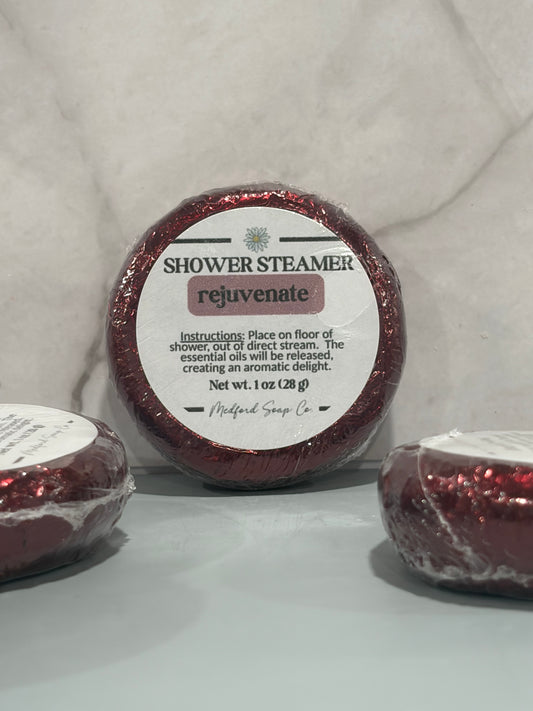 SHOWER STEAMER
rejuvenate
Instructions: Place on floor of
shower, out of direct stream. The
essential oils will be released,
creating an aromatic delight.
Net wt. 1 oz (28 g)
Medford Soap Co.